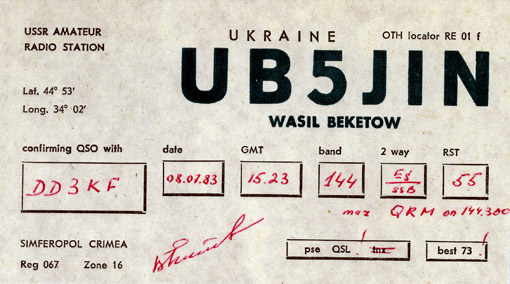 USSR AMATEUR
RADIO STATION
UKRAINE
OTH locator RE 01 f
UB5JIN
Lat. 44° 53'
Long. 34° 02'
WASIL BEKETOW
confirming QSO with date GMT band 2 way RST
DD3KF 08.07.83 15.23 144 Es/SSB 55
QRM on 144.300!
SIMFEROPOL CRIMEA
Reg 067 Zone 16
pse QSL tnx
best 73!